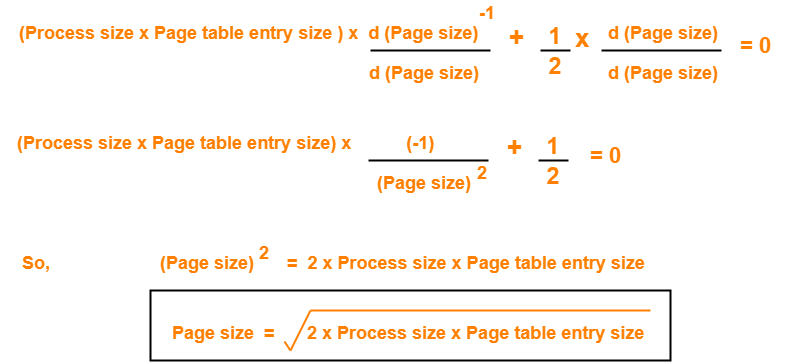 (Process size x Page table entry size ) x d (Page size)^-1 / d (Page size) + 1/2 x d (Page size) / d (Page size) = 0
(Process size x Page table entry size) x (-1) / (Page size)^2 + 1/2 = 0
So, (Page size)^2 = 2 x Process size x Page table entry size
Page size = √2 x Process size x Page table entry size